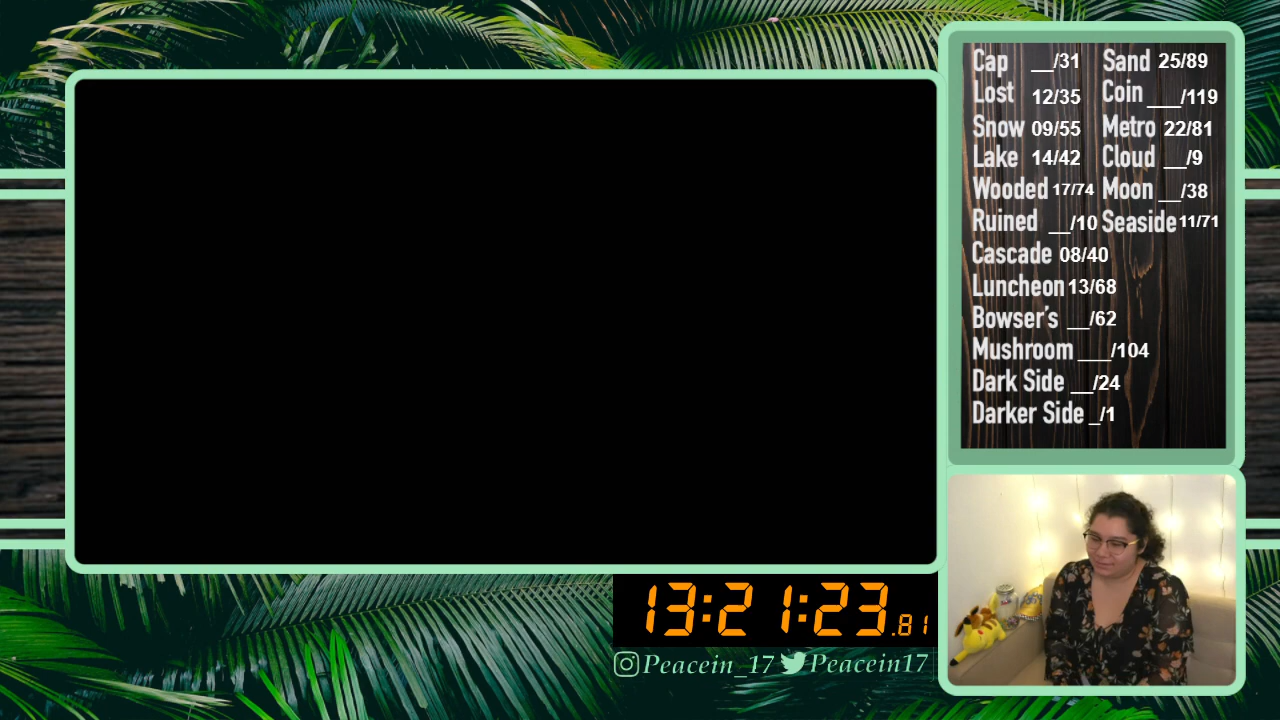 Cap __/31 Sand 25/89
Lost 12/35 Coin ___/119
Snow 09/55 Metro 22/81
Lake 14/42 Cloud __/9
Wooded 17/74 Moon __/38
Ruined __/10 Seaside 11/71
Cascade 08/40
Luncheon 13/68
Bowser's __/62
Mushroom ___/104
Dark Side __/24
Darker Side _/1
13:21:23.81
Peacein_17 Peacein17